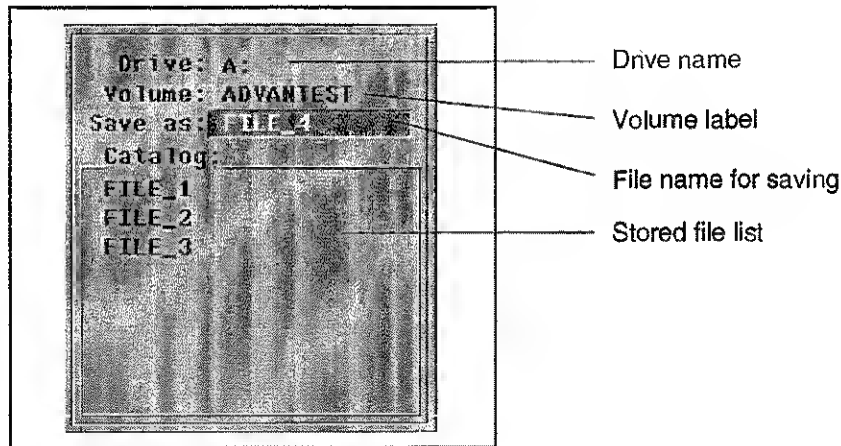 Drive: A:
Volume: ADVANTEST
Save as: FILE_4
Catalog:
FILE_1
FILE_2
FILE_3
Drive name
Volume label
File name for saving
Stored file list